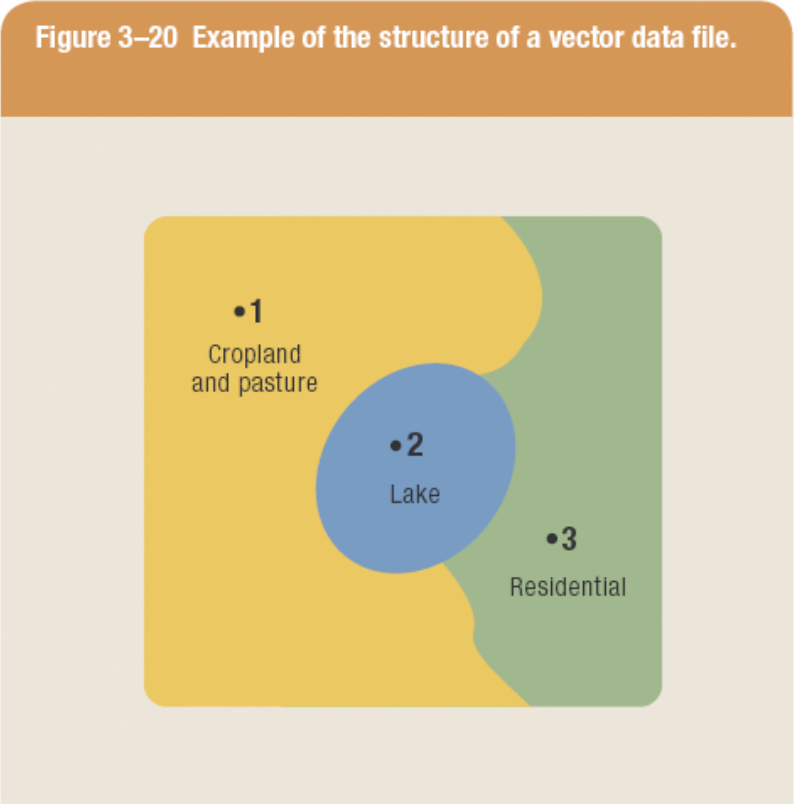 Figure 3–20 Example of the structure of a vector data file.
•1
Cropland
and pasture
•2
Lake
•3
Residential